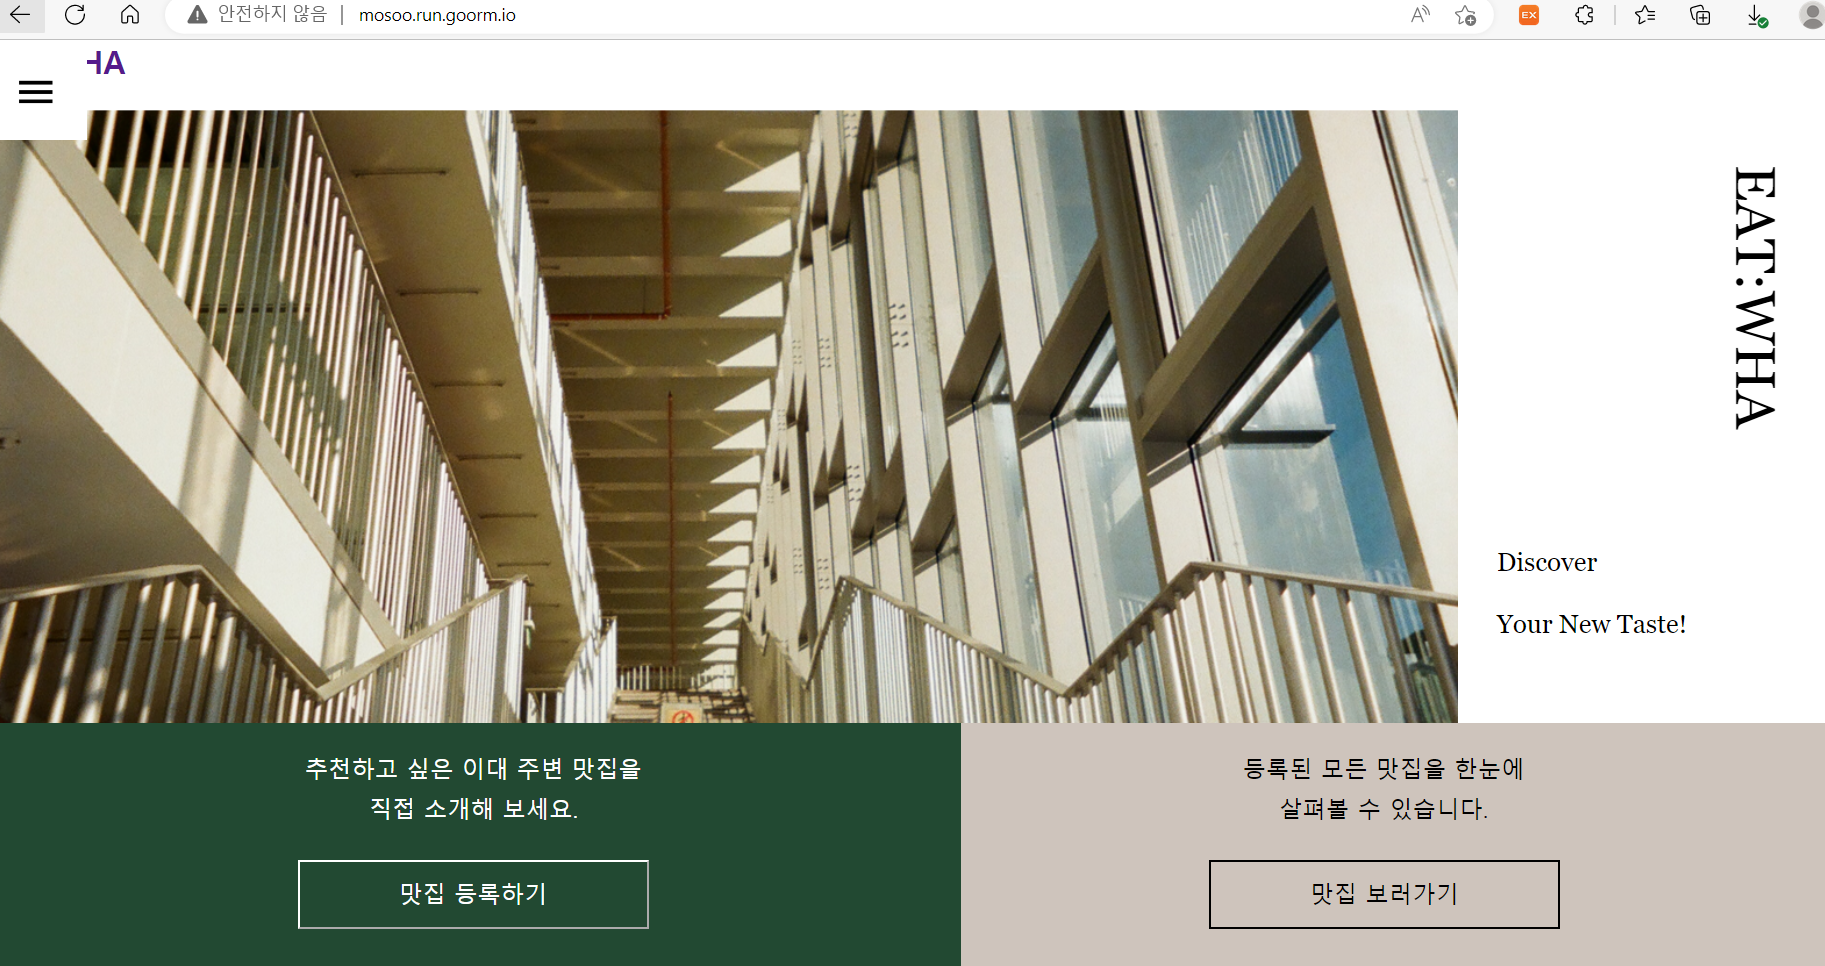 안전하지 않음 | mosoo.run.goorm.io
EX
HA
EAT:WHA
Discover
Your New Taste!
추천하고 싶은 이대 주변 맛집을
직접 소개해 보세요.
맛집 등록하기
등록된 모든 맛집을 한눈에
살펴볼 수 있습니다.
맛집 보러가기